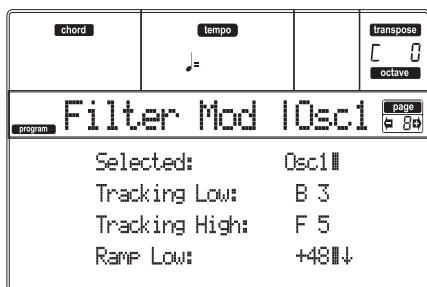 chord tempo transpose
♩= C 0
octave
program Filter Mod |Osc1 page
8
Selected: Osc1
Tracking Low: B 3
Tracking High: F 5
Ramp Low: +48↓